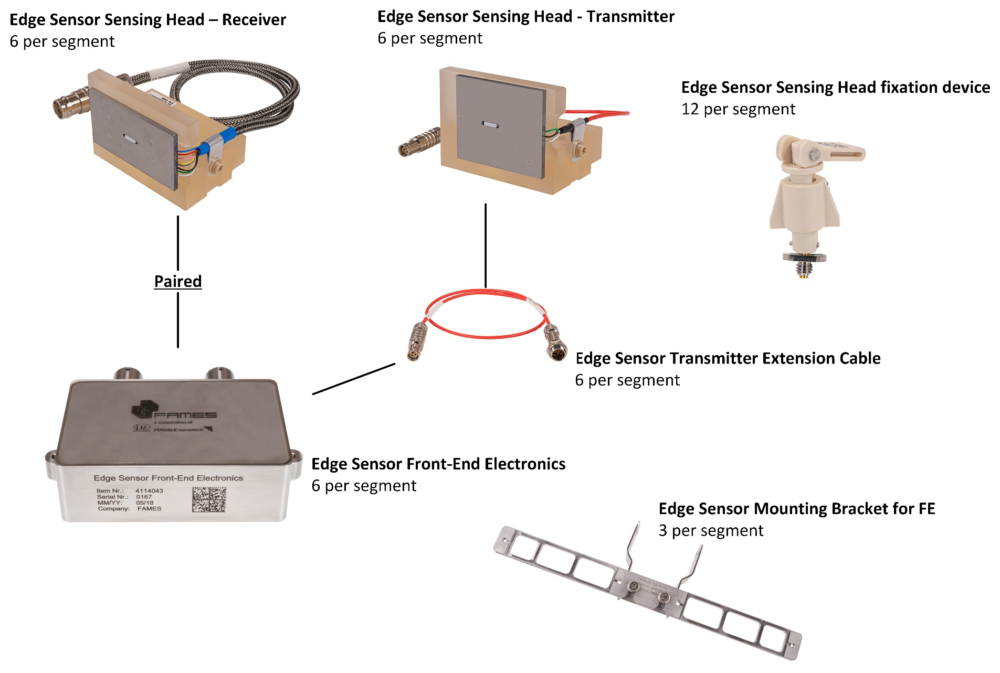 Edge Sensor Sensing Head – Receiver
6 per segment
Edge Sensor Sensing Head - Transmitter
6 per segment
Edge Sensor Sensing Head fixation device
12 per segment
Paired
Edge Sensor Transmitter Extension Cable
6 per segment
FAMES
a cooperation of
FOGALE nanotech
Edge Sensor Front-End Electronics
Item Nr.: 4114043
Serial Nr.: 0167
MM/YY: 05/18
Company: FAMES
Edge Sensor Front-End Electronics
6 per segment
Edge Sensor Mounting Bracket for FE
3 per segment